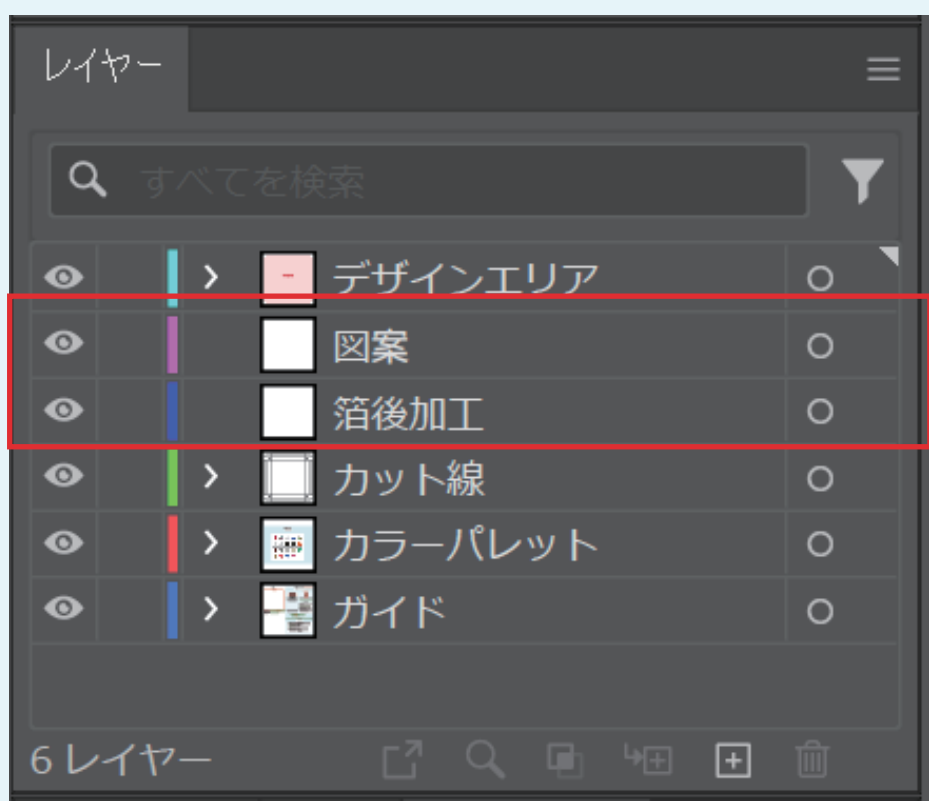 レイヤー
すべてを検索
デザインエリア
図案
箔後加工
カット線
カラーパレット
ガイド
6 レイヤー